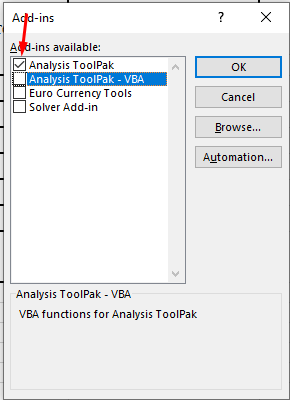 Add-ins
Add-ins available:
Analysis ToolPak
Analysis ToolPak - VBA
Euro Currency Tools
Solver Add-in
OK
Cancel
Browse...
Automation...
Analysis ToolPak - VBA
VBA functions for Analysis ToolPak